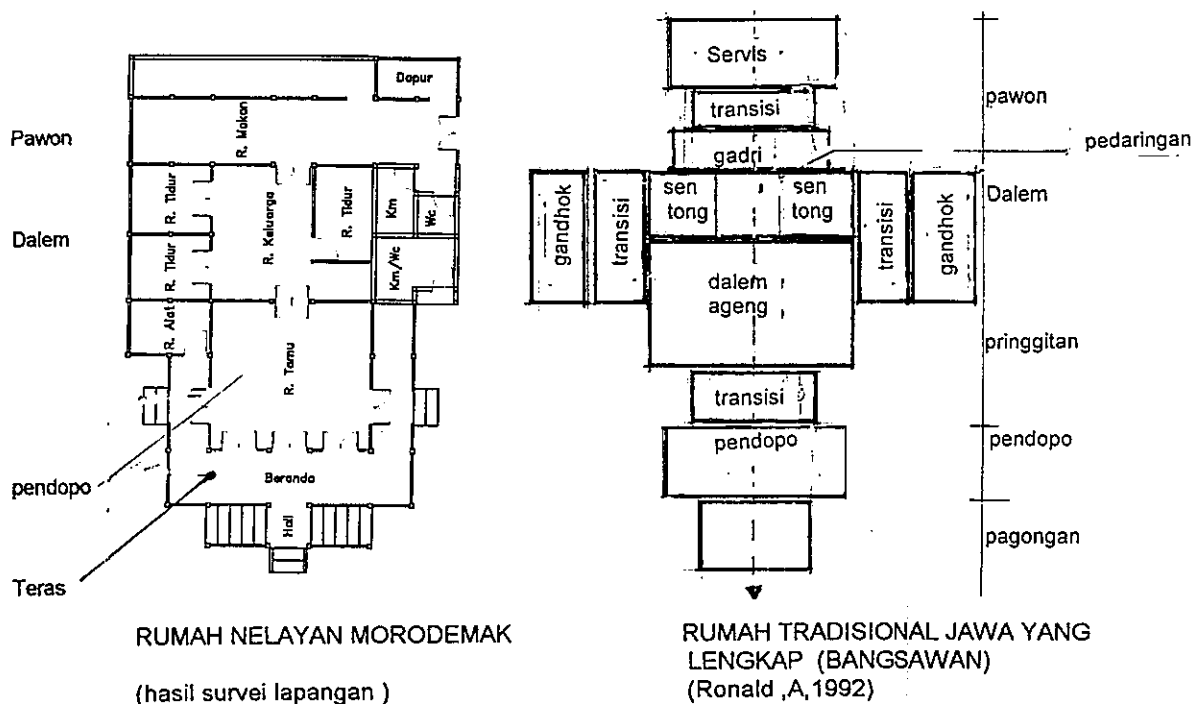 Pawon
Dalem
pendopo
Teras
Dapur
R. Makan
R. Tidur
R. Tidur
R. Keluarga
R. Tidur
Km
Wc
Km/Wc
R. Alat
R. Tamu
Beranda
Hall
RUMAH NELAYAN MORODEMAK
(hasil survei lapangan )
Servis
transisi
gadri
gandhok
transisi
sen
tong
sen
tong
transisi
gandhok
dalem
ageng
transisi
pendopo
pawon
pedaringan
Dalem
pringgitan
pendopo
pagongan
RUMAH TRADISIONAL JAWA YANG
LENGKAP (BANGSAWAN)
(Ronald ,A,1992)